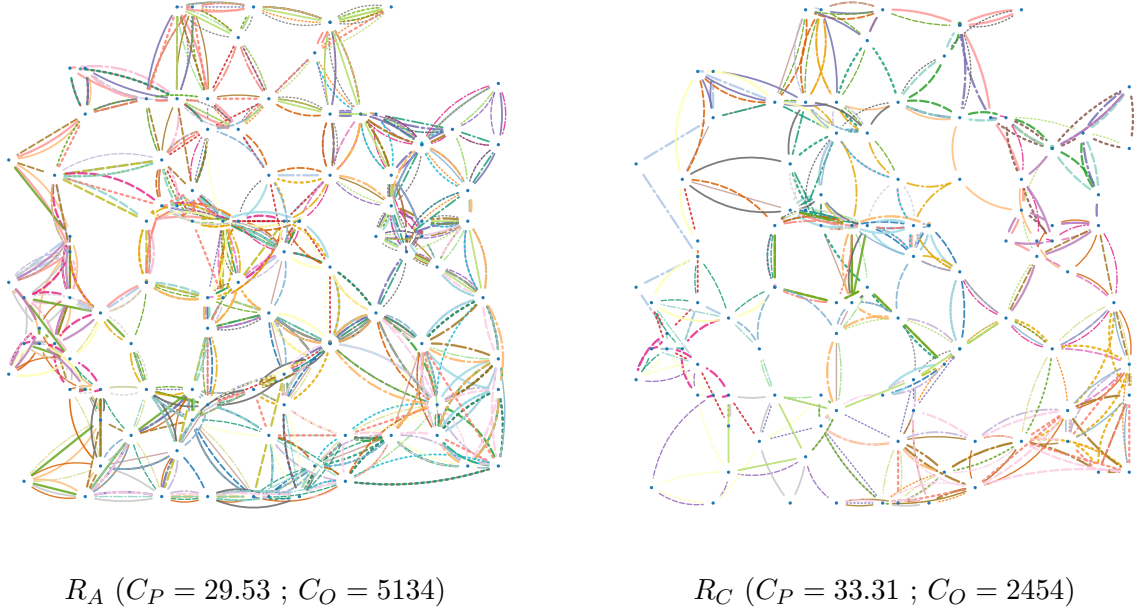 R_A (C_P = 29.53 ; C_O = 5134)
R_C (C_P = 33.31 ; C_O = 2454)